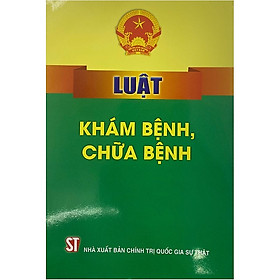 LUẬT
KHÁM BỆNH,
CHỮA BỆNH
ST NHÀ XUẤT BẢN CHÍNH TRỊ QUỐC GIA SỰ THẬT